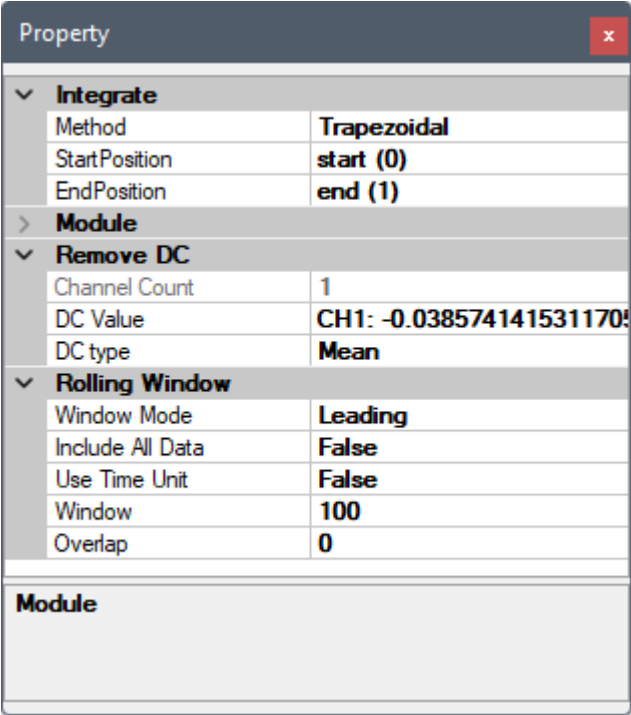 Property
x
Integrate
Method Trapezoidal
StartPosition start (0)
EndPosition end (1)
Module
Remove DC
Channel Count 1
DC Value CH1: -0.0385741415311705
DC type Mean
Rolling Window
Window Mode Leading
Include All Data False
Use Time Unit False
Window 100
Overlap 0
Module